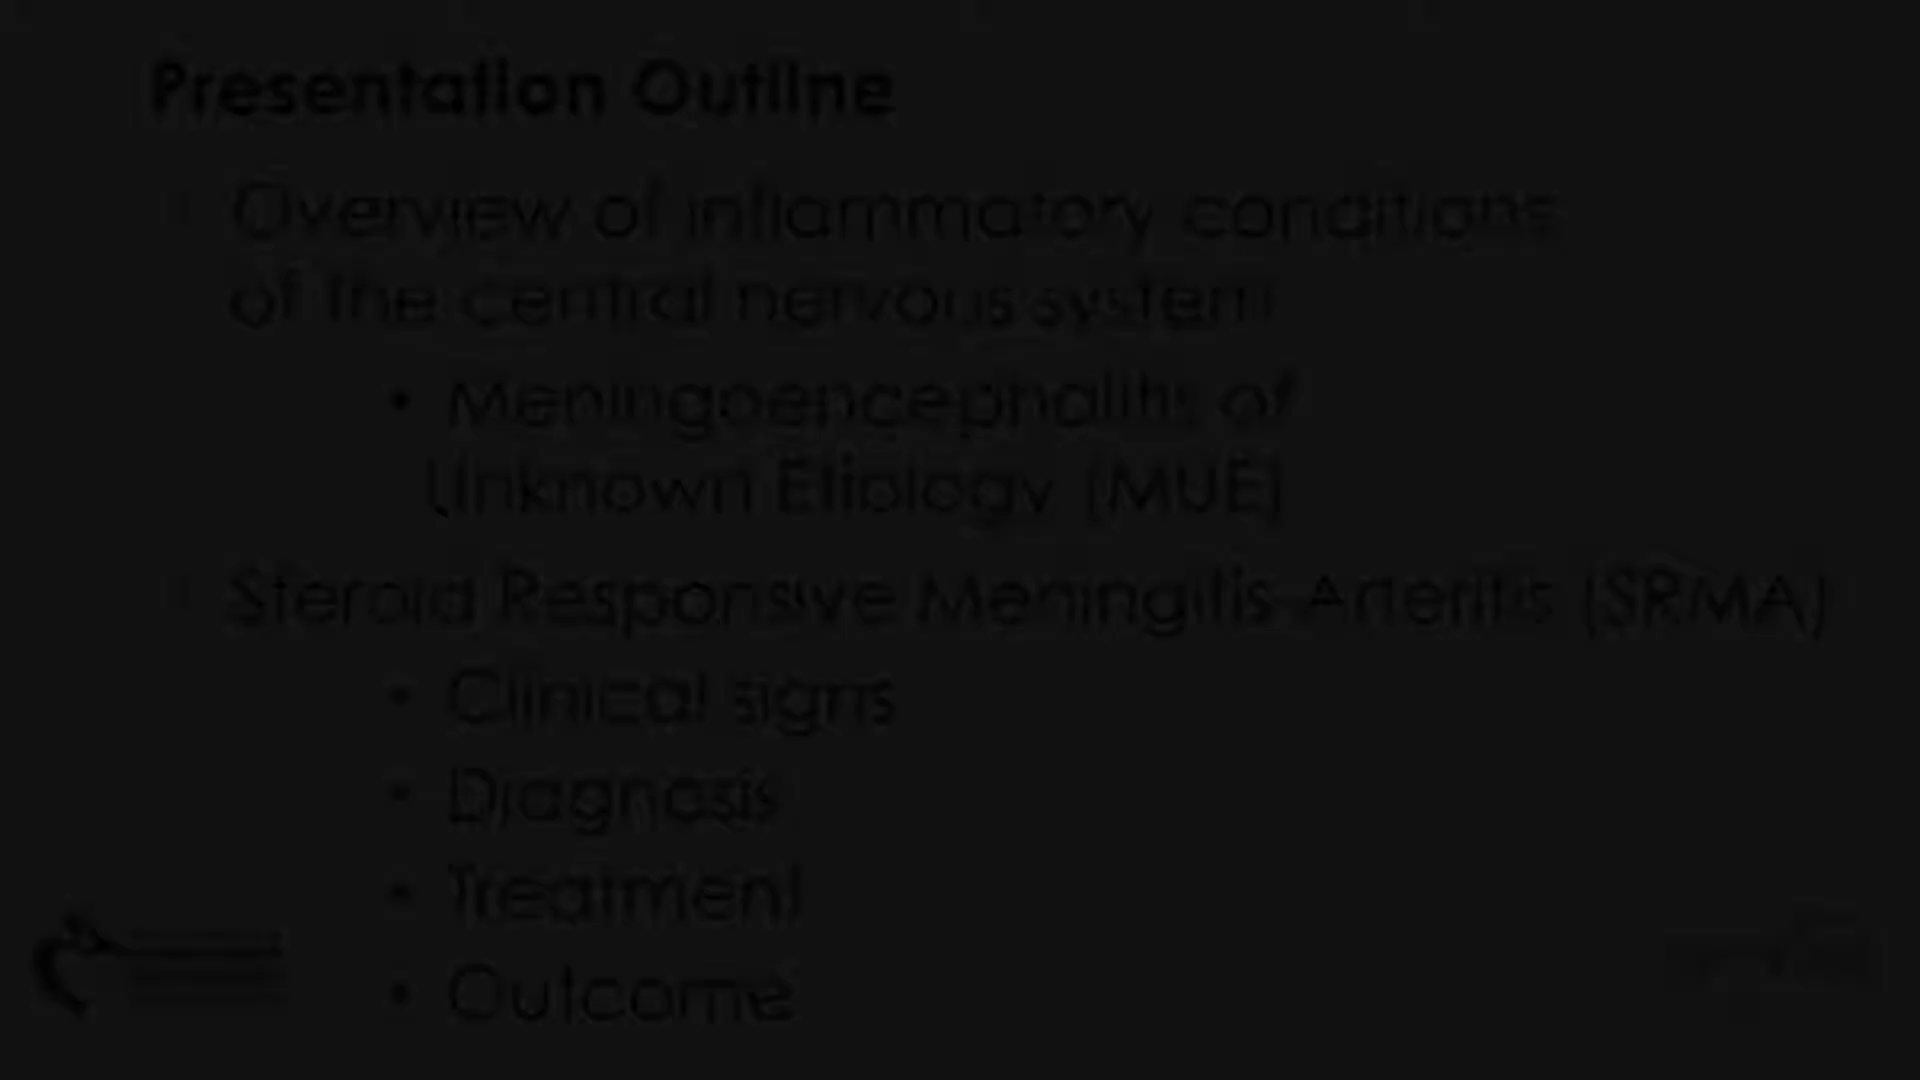 Presentation Outline
Overview of inflammatory conditions
of the central nervous system
• Meningoencephalitis of
Unknown Etiology (MUE)
Steroid Responsive Meningitis-Arteritis (SRMA)
• Clinical signs
• Diagnosis
• Treatment
• Outcome